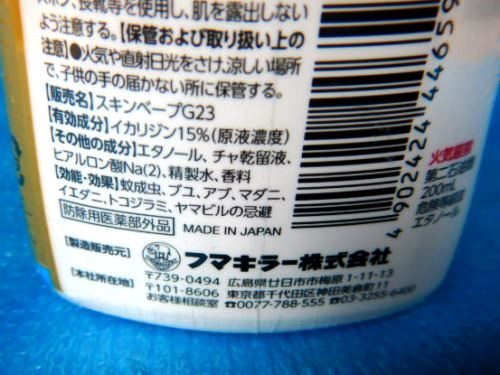 ズボン、長靴等を使用し、肌を露出しない
よう注意する。【保管および取り扱い上の
注意】●火気や直射日光をさけ、涼しい場所
で、子供の手の届かない所に保管する。
【販売名】スキンベープG23
【有効成分】イカリジン15%(原液濃度)
【その他の成分】エタノール、チャ乾留液、
ヒアルロン酸Na(2)、精製水、香料
【効能・効果】蚊成虫、ブユ、アブ、マダニ、
イエダニ、トコジラミ、ヤマビルの忌避
防除用医薬部外品
MADE IN JAPAN
【製造販売元】
フマキラー株式会社
〒739-0494 広島県廿日市市梅原1-11-13
【本社所在地】
〒101-8606 東京都千代田区神田美倉町11
お客様相談室 ☎0077-788-555 ☎03-3255-6400
4 902424 44659
火気厳禁
第二石油類
200mL
危険等級Ⅲ
エタノール